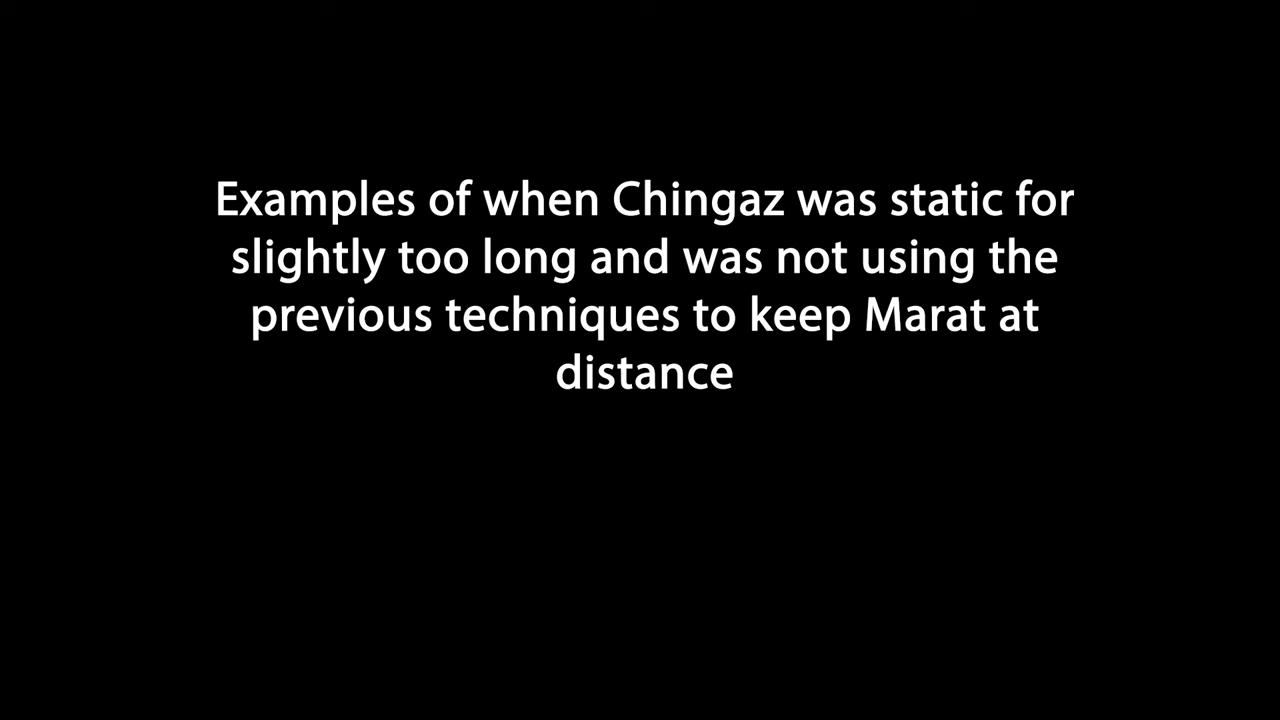 Examples of when Chingaz was static for
slightly too long and was not using the
previous techniques to keep Marat at
distance